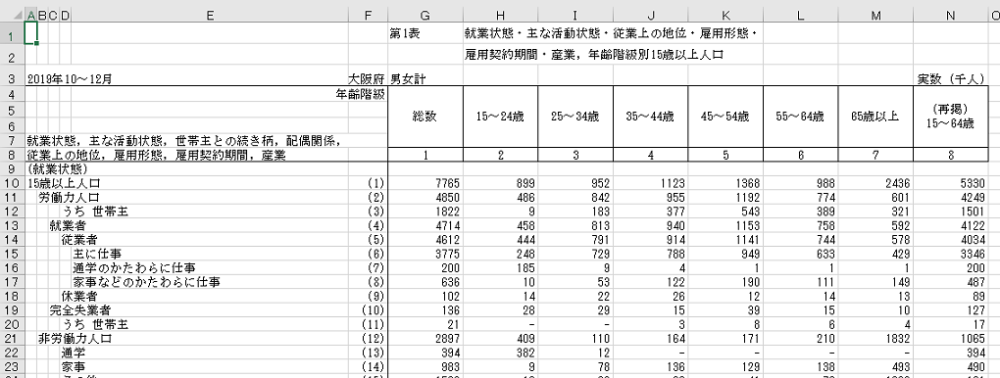 A B C D E F G H I J K L M N O
1 第1表 就業状態・主な活動状態・従業上の地位・雇用形態・
2 雇用契約期間・産業，年齢階級別15歳以上人口
3 2019年10～12月 大阪府 男女計 実数（千人）
4 年齢階級
5 総数 15～24歳 25～34歳 35～44歳 45～54歳 55～64歳 65歳以上 (再掲)
15～64歳
6
7 就業状態，主な活動状態，世帯主との続き柄，配偶関係，
8 従業上の地位，雇用形態，雇用契約期間，産業 1 2 3 4 5 6 7 8
9 (就業状態)
10 15歳以上人口 (1) 7765 899 952 1123 1368 988 2436 5330
11 労働力人口 (2) 4850 486 842 955 1192 774 601 4249
12 うち 世帯主 (3) 1822 9 183 377 543 389 321 1501
13 就業者 (4) 4714 458 813 940 1153 758 592 4122
14 従業者 (5) 4612 444 791 914 1141 744 578 4034
15 主に仕事 (6) 3775 248 729 788 949 633 429 3346
16 通学のかたわらに仕事 (7) 200 185 9 4 1 1 1 200
17 家事などのかたわらに仕事 (8) 636 10 53 122 190 111 149 487
18 休業者 (9) 102 14 22 26 12 14 13 89
19 完全失業者 (10) 136 28 29 15 39 15 10 127
20 うち 世帯主 (11) 21 - - 3 8 6 4 17
21 非労働力人口 (12) 2897 409 110 164 171 210 1832 1065
22 通学 (13) 394 382 12 - - - - 394
23 家事 (14) 983 9 78 136 129 138 493 490